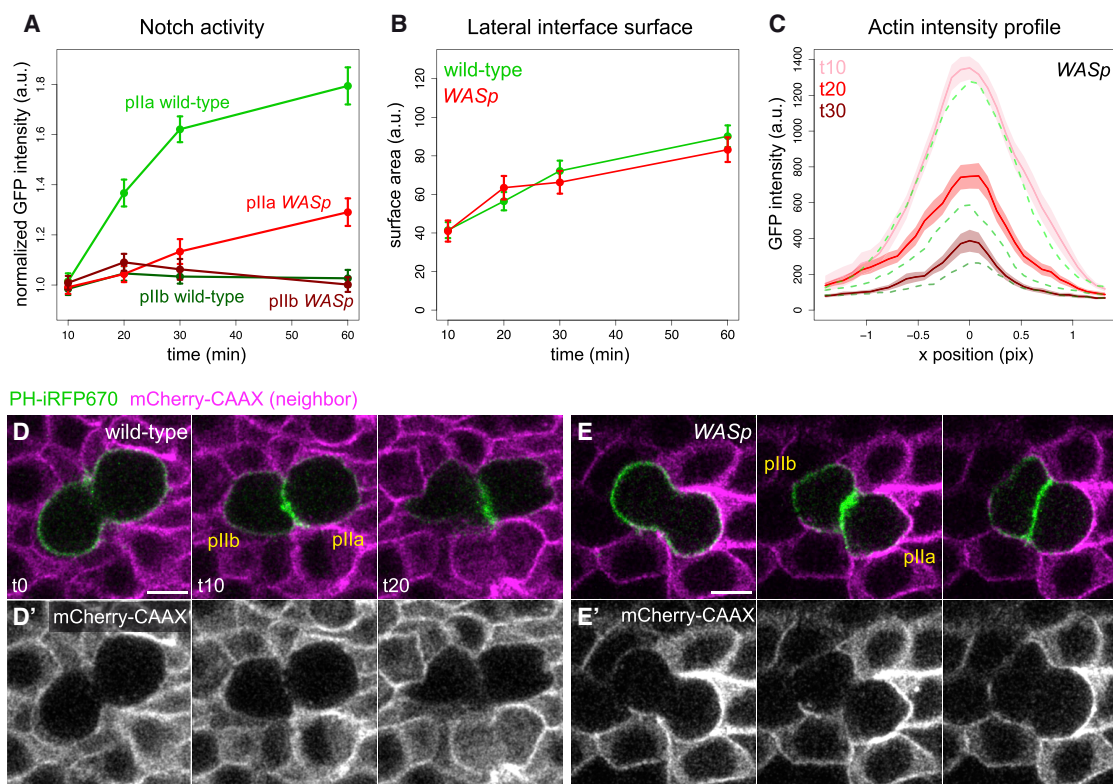 A
Notch activity
normalized GFP intensity (a.u.)
1.8
1.6
1.4
1.2
1.0
pIIa wild-type
pIIa WASp
pIIb wild-type
pIIb WASp
10 20 30 40 50 60
time (min)
B
Lateral interface surface
wild-type
WASp
surface area (a.u.)
120
100
80
60
40
20
0
10 20 30 40 50 60
time (min)
C
Actin intensity profile
t10
t20
t30
WASp
GFP intensity (a.u.)
1400
1200
1000
800
600
400
200
0
−1 −0.5 0 0.5 1
x position (pix)
PH-iRFP670 mCherry-CAAX (neighbor)
D
wild-type
pIIb
pIIa
t0
t10
t20
E
WASp
pIIb
pIIa
D'
mCherry-CAAX
E'
mCherry-CAAX